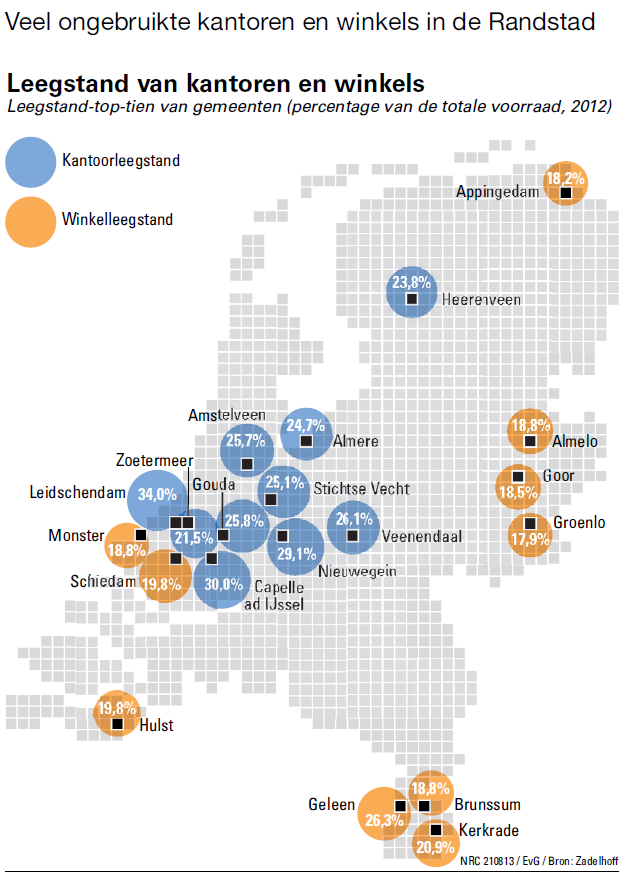 Veel ongebruikte kantoren en winkels in de Randstad
Leegstand van kantoren en winkels
Leegstand-top-tien van gemeenten (percentage van de totale voorraad, 2012)
Kantoorleegstand
Winkelleegstand
18,2%
Appingedam
23,8%
Heerenveen
Amstelveen
25,7%
24,7%
Almere
18,8%
Almelo
Zoetermeer
Gouda
Leidschendam
34,0%
25,1%
Stichtse Vecht
Goor
18,5%
21,5%
25,8%
26,1%
Veenendaal
Groenlo
17,9%
Monster
18,8%
29,1%
Nieuwegein
Schiedam
19,8%
30,0%
Capelle
ad IJssel
19,8%
Hulst
Geleen
26,3%
18,8%
Brunssum
Kerkrade
20,9%
NRC 210813 / EvG / Bron: Zadelhoff